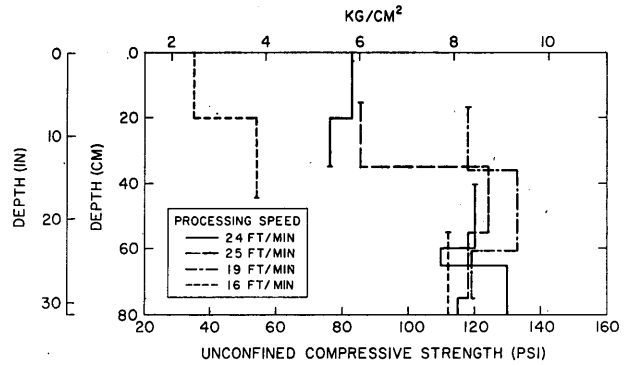 KG/CM²
2 4 6 8 10
DEPTH (IN)
0
10
20
30
DEPTH (CM)
0
20
40
60
80
PROCESSING SPEED
24 FT/MIN
25 FT/MIN
19 FT/MIN
16 FT/MIN
20 40 60 80 100 120 140 160
UNCONFINED COMPRESSIVE STRENGTH (PSI)